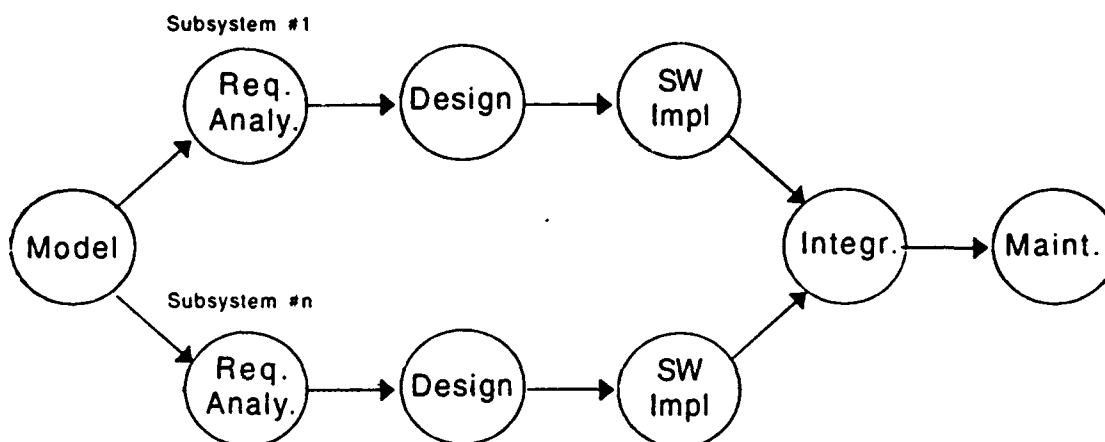 Subsystem #1
Req.
Analy.
Design
SW
Impl
Model
Integr.
Maint.
Subsystem #n
Req.
Analy.
Design
SW
Impl